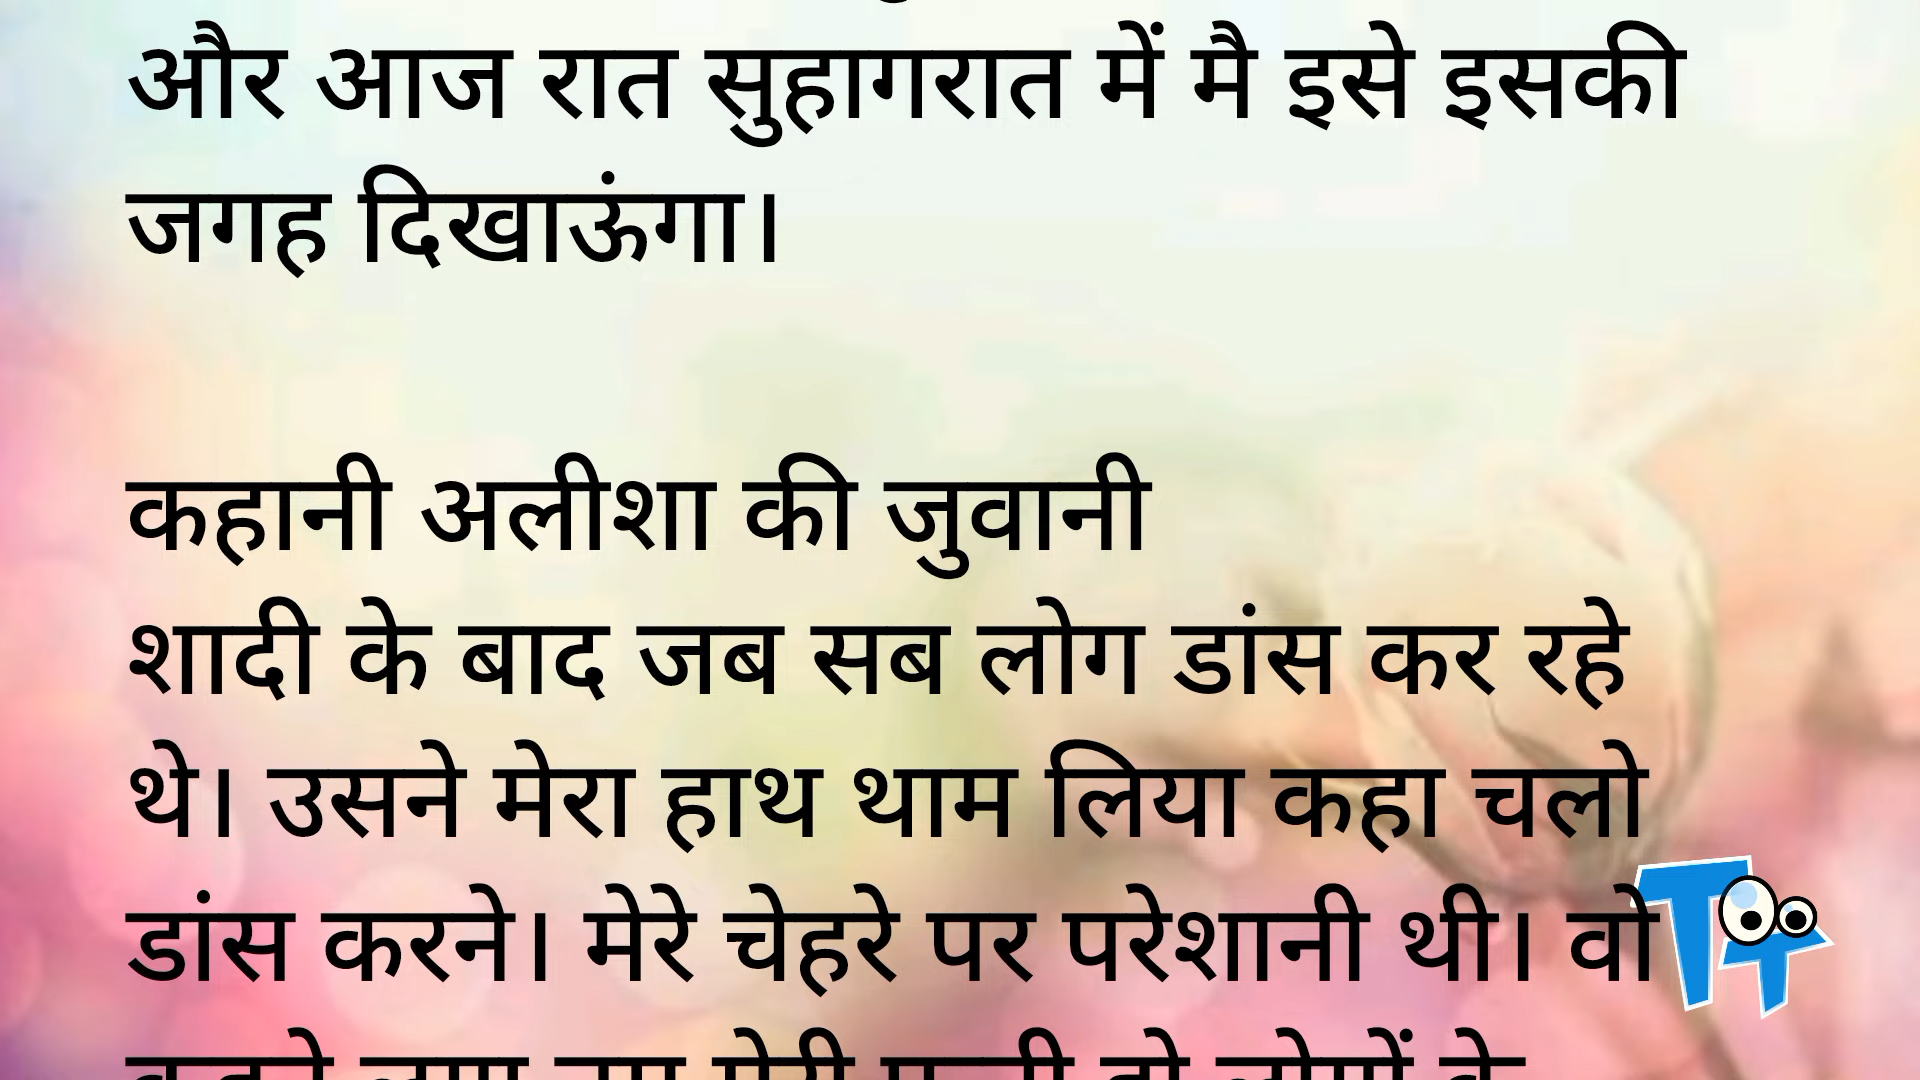 और आज रात सुहागरात में मै इसे इसकी
जगह दिखाऊंगा।
कहानी अलीशा की जुवानी
शादी के बाद जब सब लोग डांस कर रहे
थे। उसने मेरा हाथ थाम लिया कहा चलो
डांस करने। मेरे चेहरे पर परेशानी थी। वो